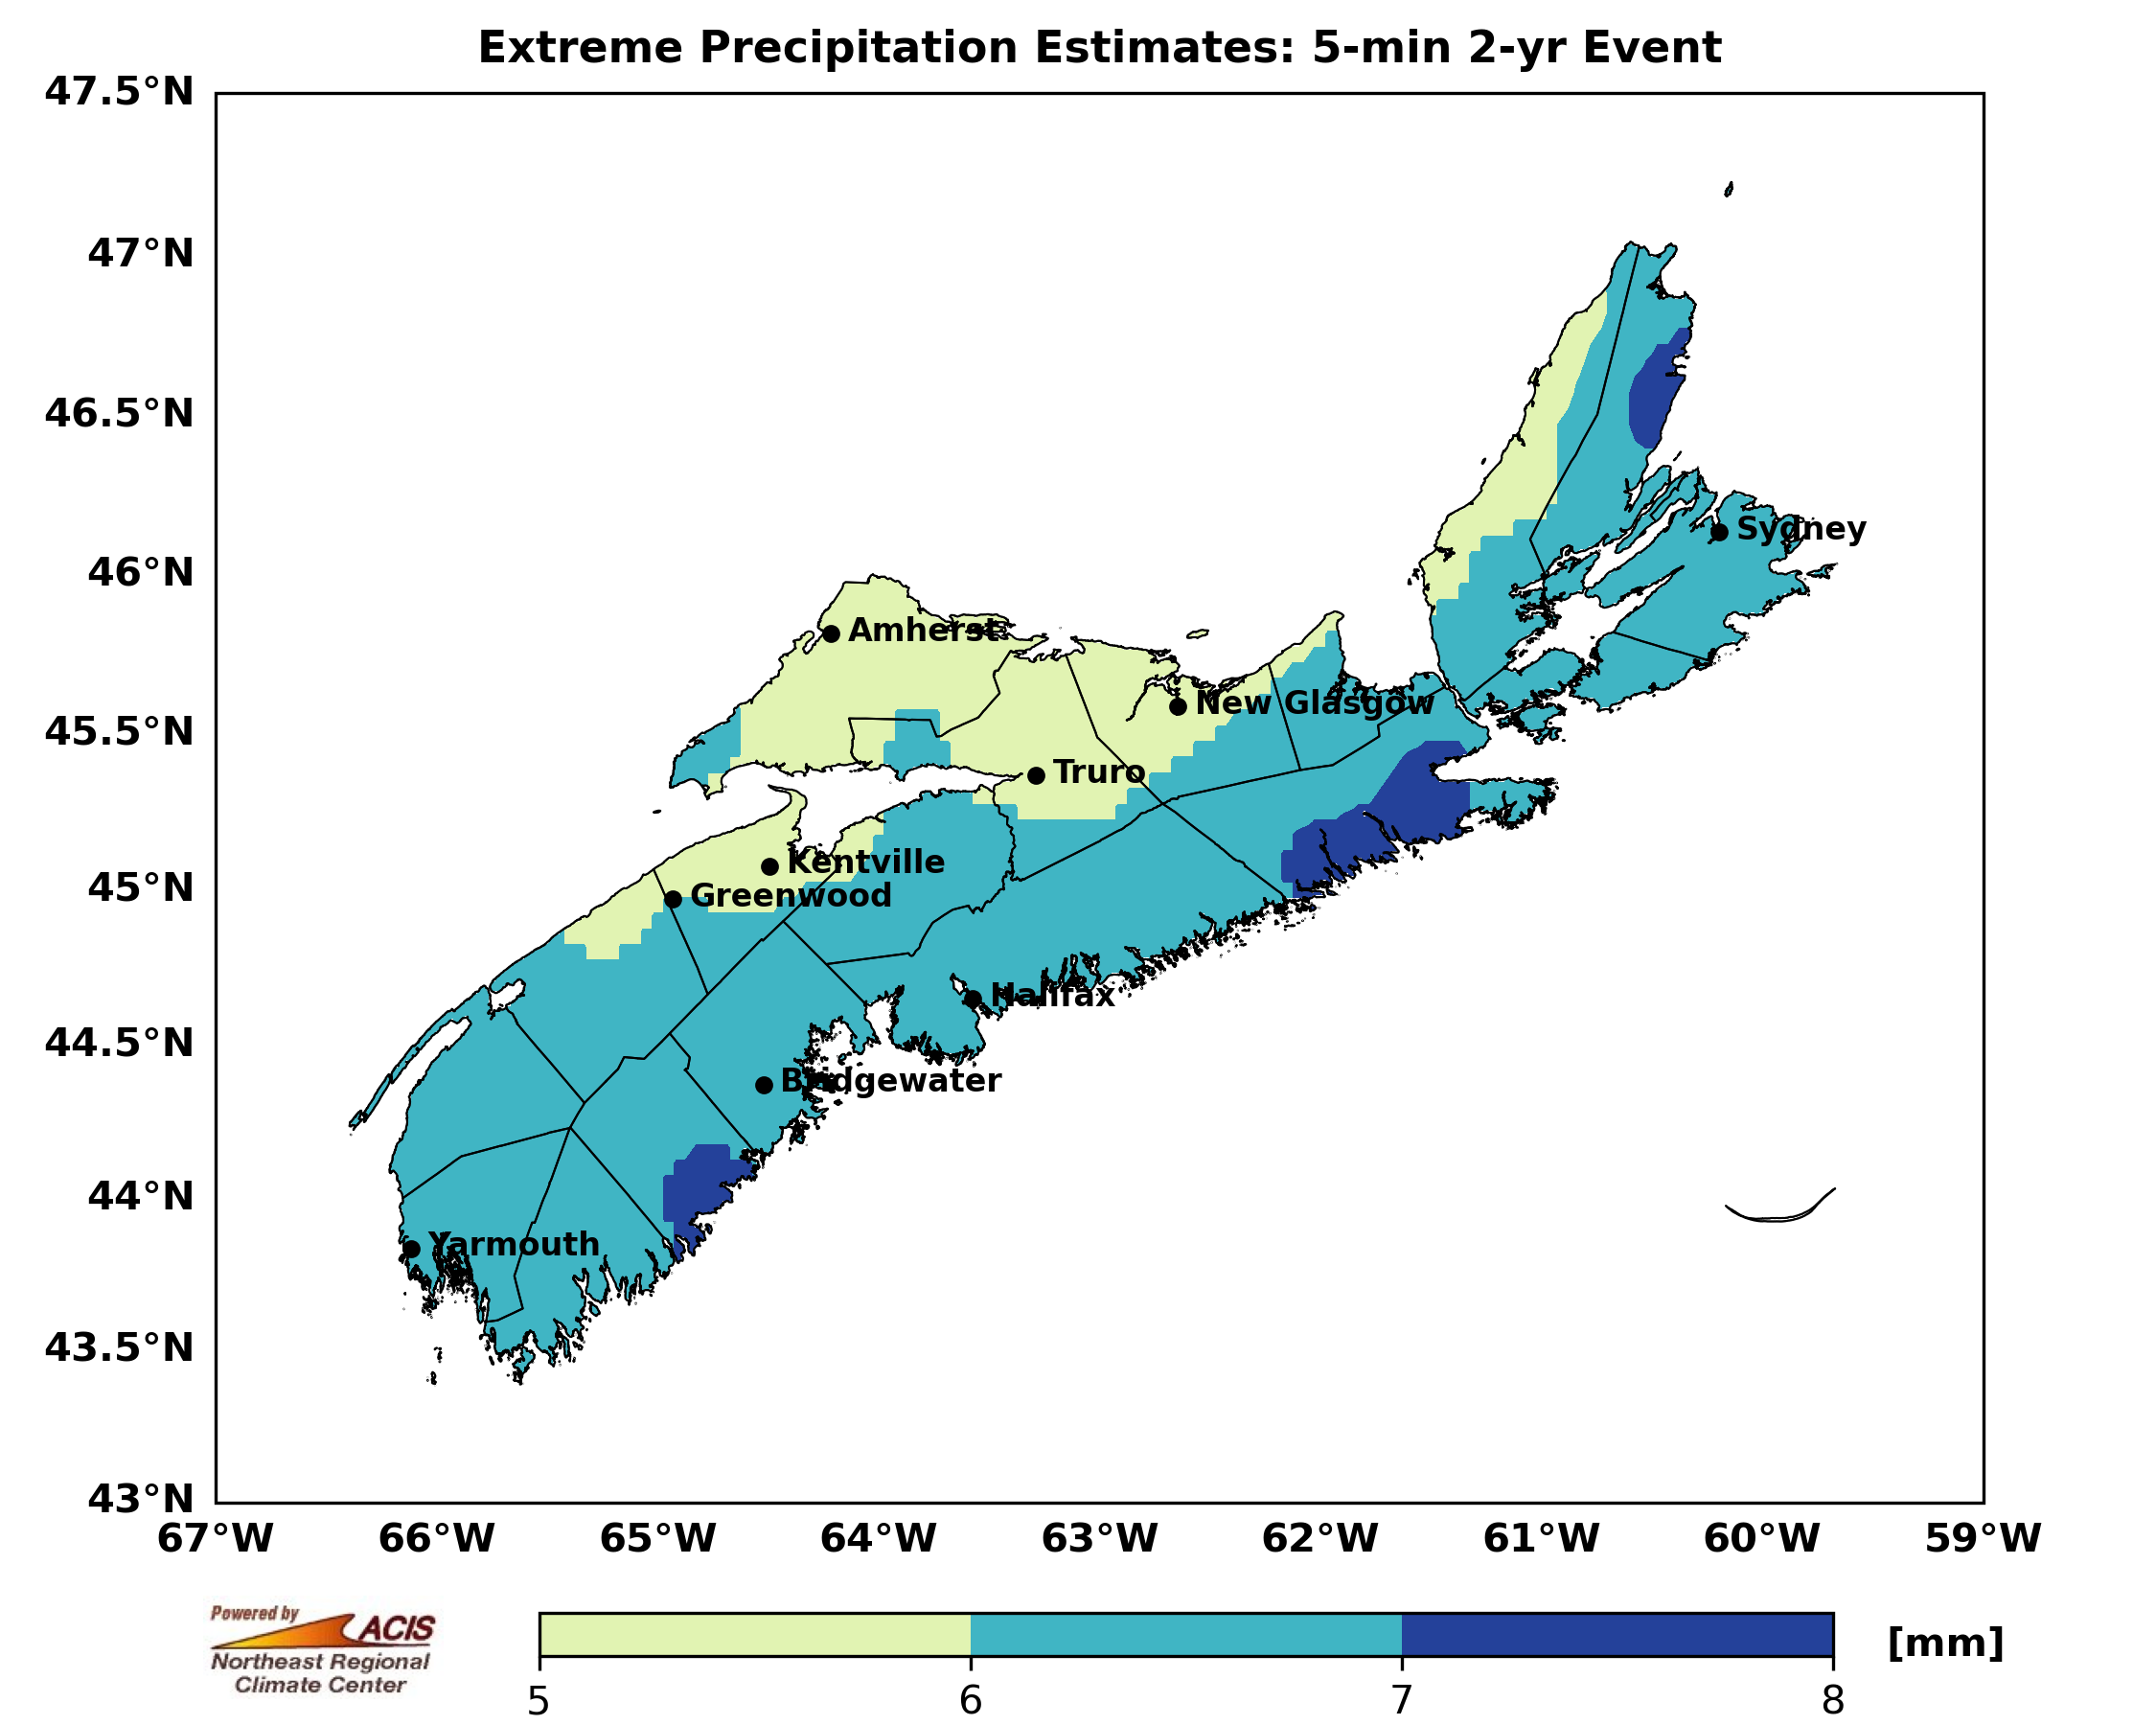 Extreme Precipitation Estimates: 5-min 2-yr Event
47.5°N
47°N
46.5°N
46°N
45.5°N
45°N
44.5°N
44°N
43.5°N
43°N
Sydney
Amherst
New Glasgow
Truro
Kentville
Greenwood
Halifax
Bridgewater
Yarmouth
67°W 66°W 65°W 64°W 63°W 62°W 61°W 60°W 59°W
Powered by
ACIS
Northeast Regional
Climate Center
[mm]
5 6 7 8